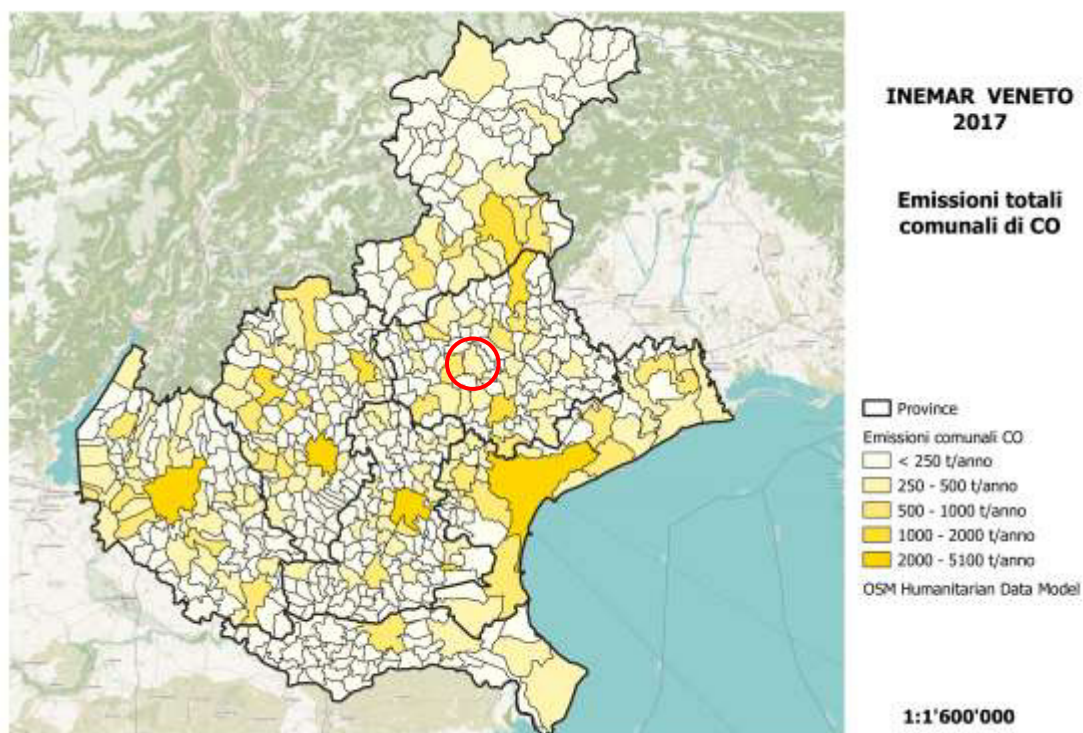 INEMAR VENETO
2017
Emissioni totali
comunali di CO
Province
Emissioni comunali CO
< 250 t/anno
250 - 500 t/anno
500 - 1000 t/anno
1000 - 2000 t/anno
2000 - 5100 t/anno
OSM Humanitarian Data Model
1:1'600'000